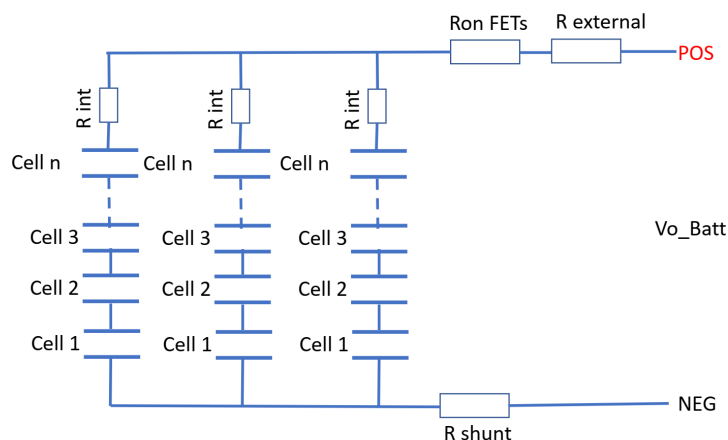 Ron FETs
R external
POS
R int
R int
R int
Cell n
Cell n
Cell n
Cell 3
Cell 3
Cell 3
Vo_Batt
Cell 2
Cell 2
Cell 2
Cell 1
Cell 1
Cell 1
NEG
R shunt